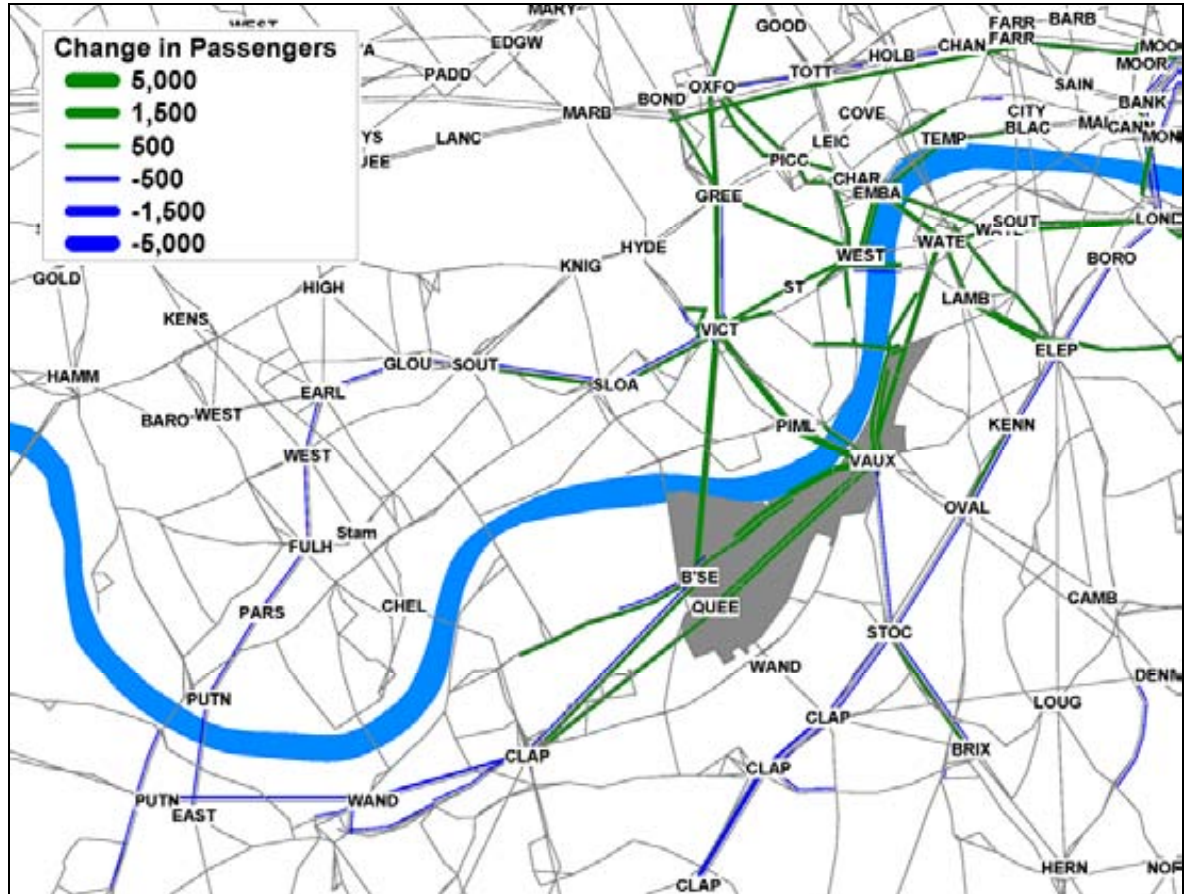 MARY
GOOD
FARR
BARB
WEST
EDGW
FARR
MOO
Change in Passengers
5,000
1,500
500
-500
-1,500
-5,000
HOLB
CHAN
MOOR
PADD
TOTT
OXFO
SAIN
BOND
BANK
MARB
COVE
CITY
LANC
LEIC
TEMP
BLAC
MON
PICC
CHAR
EMBA
GREE
SOUT
LOND
HYDE
WEST
WATE
BORO
KNIG
GOLD
HIGH
ST
LAMB
KENS
VICT
ELEP
GLOU
SOUT
HAMM
EARL
SLOA
BARO
WEST
PIML
KENN
WEST
VAUX
OVAL
Stam
FULH
B'SE
CAMB
PARS
CHEL
QUEE
STOC
WAND
DENM
PUTN
LOUG
CLAP
BRIX
CLAP
CLAP
PUTN
WAND
EAST
HERN
NOF
CLAP